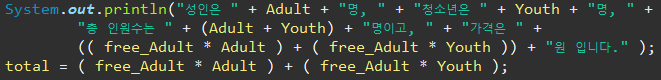 System.out.println("성인은 " + Adult + "명, " + "청소년은 " + Youth + "명, " +
"총 인원수는 " + (Adult + Youth) + "명이고, " + "가격은 " +
(( free_Adult * Adult ) + ( free_Adult * Youth )) + "원 입니다." );
total = ( free_Adult * Adult ) + ( free_Adult * Youth );